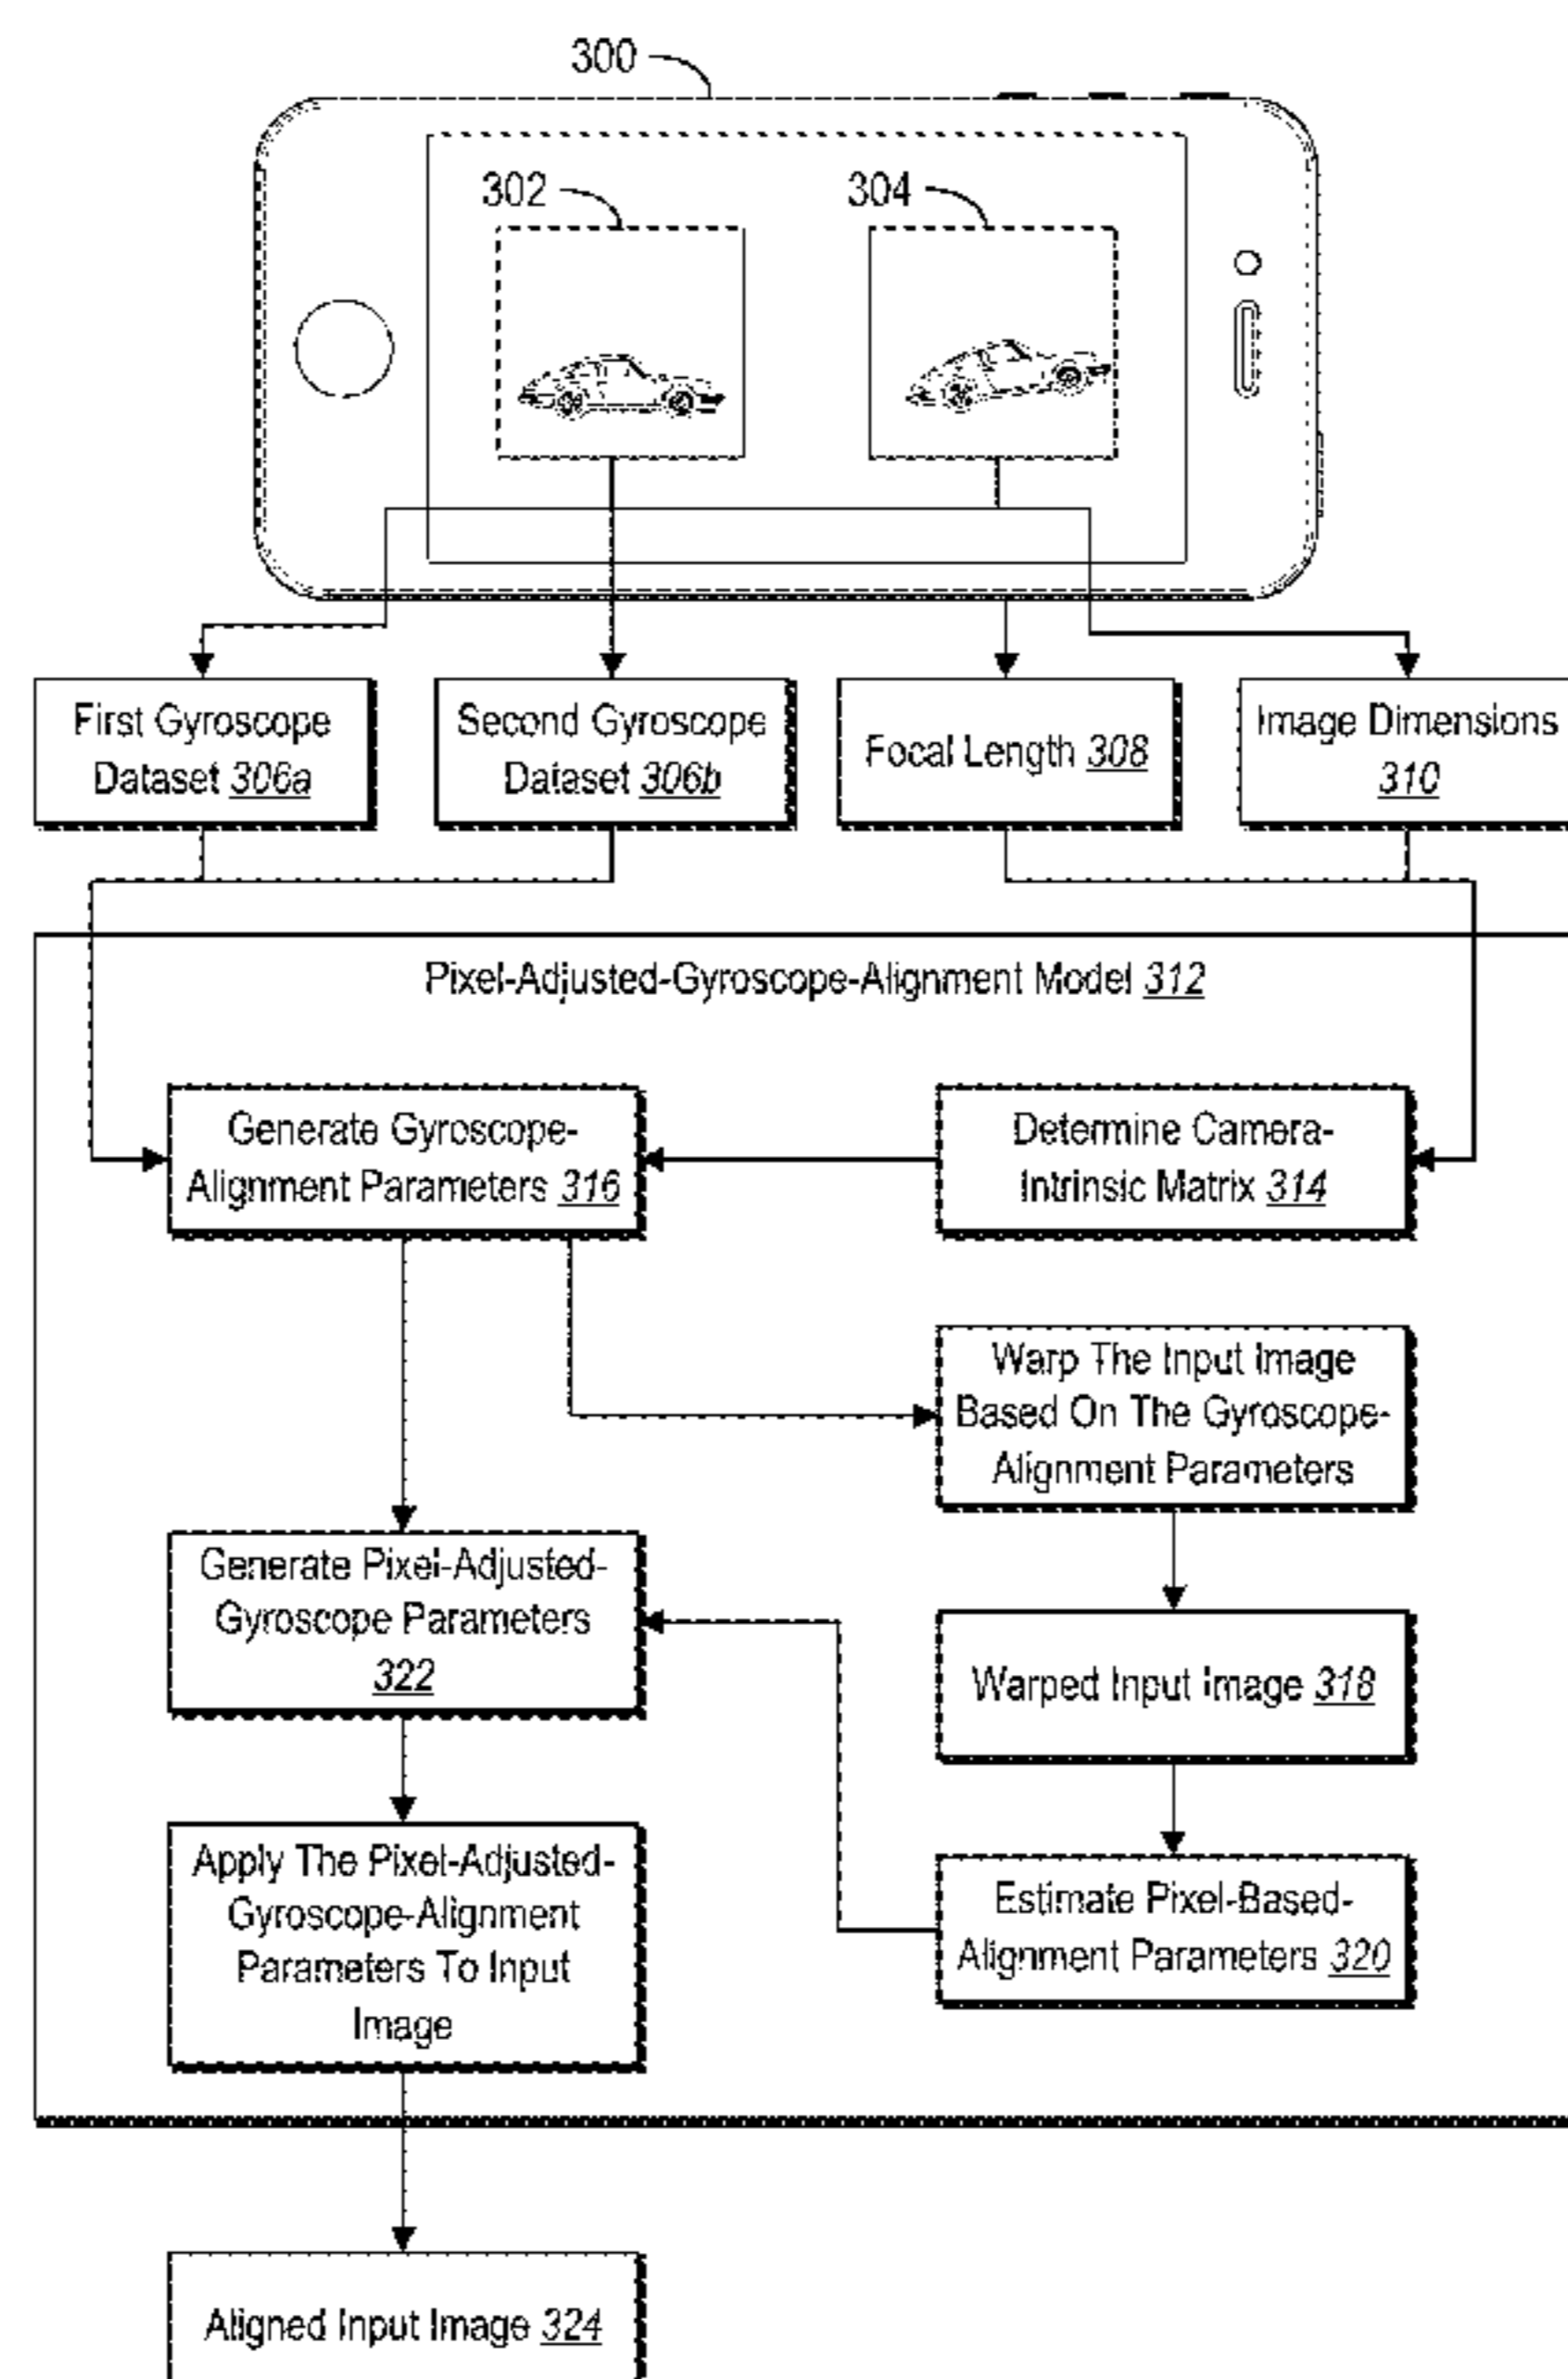 300
302
304
First Gyroscope
Dataset 306a
Second Gyroscope
Dataset 306b
Focal Length 308
Image Dimensions
310
Pixel-Adjusted-Gyroscope-Alignment Model 312
Generate Gyroscope-
Alignment Parameters 316
Determine Camera-
Intrinsic Matrix 314
Warp The Input Image
Based On The Gyroscope-
Alignment Parameters
Generate Pixel-Adjusted-
Gyroscope Parameters
322
Warped Input Image 318
Apply The Pixel-Adjusted-
Gyroscope-Alignment
Parameters To Input
Image
Estimate Pixel-Based-
Alignment Parameters 320
Aligned Input Image 324